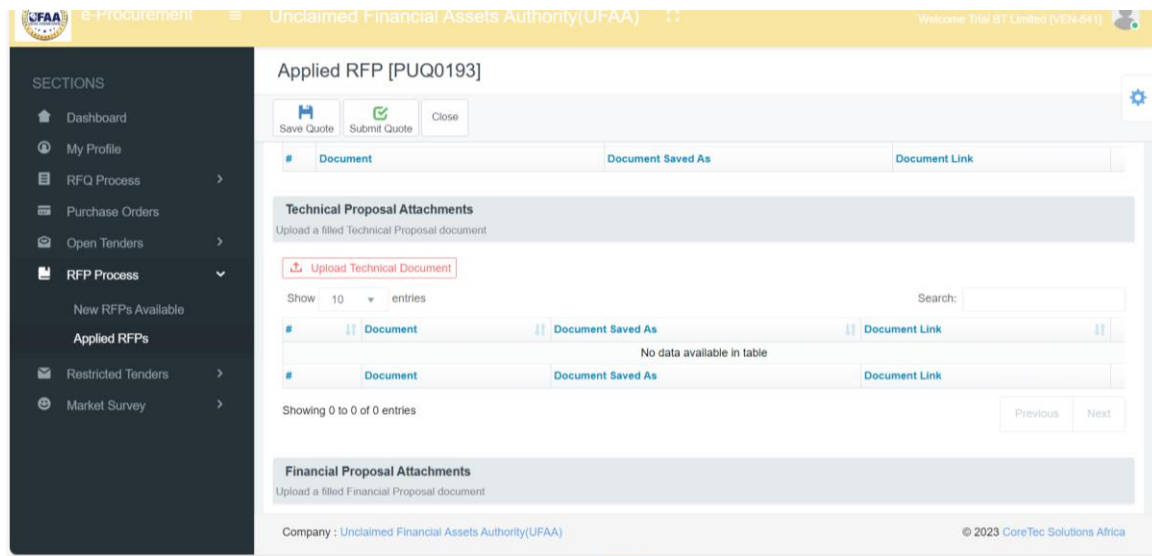 UFAA
e-Procurement
Unclaimed Financial Assets Authority(UFAA)
Welcome Trial BT Limited [VEN-641]
SECTIONS
Dashboard
My Profile
RFQ Process
Purchase Orders
Open Tenders
RFP Process
New RFPs Available
Applied RFPs
Restricted Tenders
Market Survey
Applied RFP [PUQ0193]
Save Quote Submit Quote Close
# Document Document Saved As Document Link
Technical Proposal Attachments
Upload a filled Technical Proposal document
Upload Technical Document
Show 10 entries Search:
# Document Document Saved As Document Link
No data available in table
# Document Document Saved As Document Link
Showing 0 to 0 of 0 entries
Previous Next
Financial Proposal Attachments
Upload a filled Financial Proposal document
Company : Unclaimed Financial Assets Authority(UFAA) © 2023 CoreTec Solutions Africa